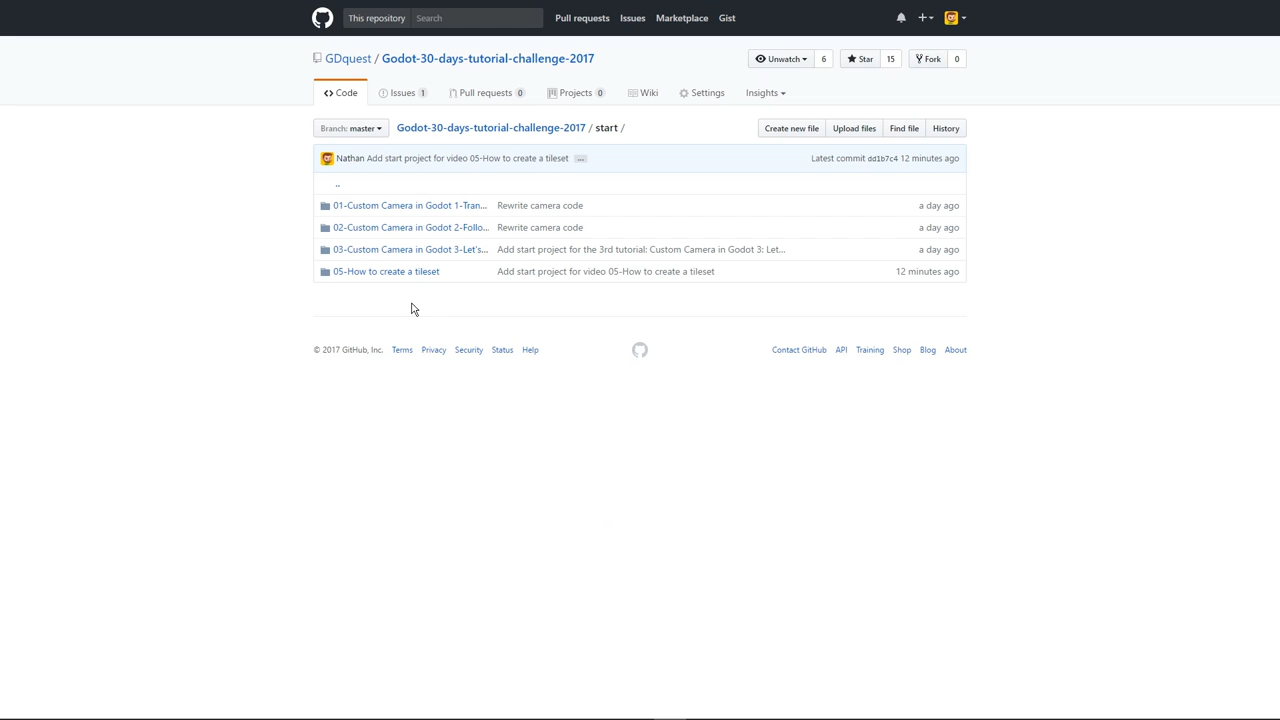 This repository Search Pull requests Issues Marketplace Gist
GDquest / Godot-30-days-tutorial-challenge-2017 Unwatch 6 Star 15 Fork 0
Code Issues 1 Pull requests 0 Projects 0 Wiki Settings Insights
Branch: master Godot-30-days-tutorial-challenge-2017 / start / Create new file Upload files Find file History
Nathan Add start project for video 05-How to create a tileset ... Latest commit dd1b7c4 12 minutes ago
..
01-Custom Camera in Godot 1-Tran... Rewrite camera code a day ago
02-Custom Camera in Godot 2-Follo... Rewrite camera code a day ago
03-Custom Camera in Godot 3-Let's... Add start project for the 3rd tutorial: Custom Camera in Godot 3: Let... a day ago
05-How to create a tileset Add start project for video 05-How to create a tileset 12 minutes ago
© 2017 GitHub, Inc. Terms Privacy Security Status Help Contact GitHub API Training Shop Blog About